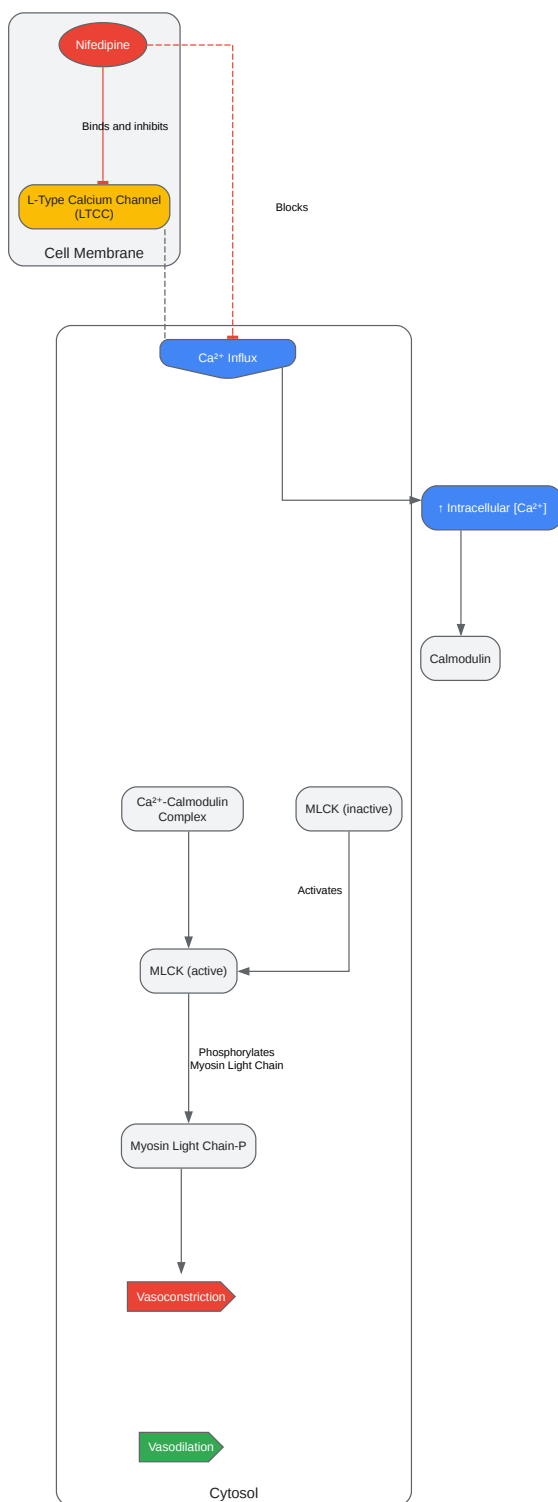 Nifedipine
Binds and inhibits
L-Type Calcium Channel
(LTCC)
Blocks
Cell Membrane
Ca²⁺ Influx
↑ Intracellular [Ca²⁺]
Calmodulin
Ca²⁺-Calmodulin
Complex
MLCK (inactive)
Activates
MLCK (active)
Phosphorylates
Myosin Light Chain
Myosin Light Chain-P
Vasoconstriction
Vasodilation
Cytosol